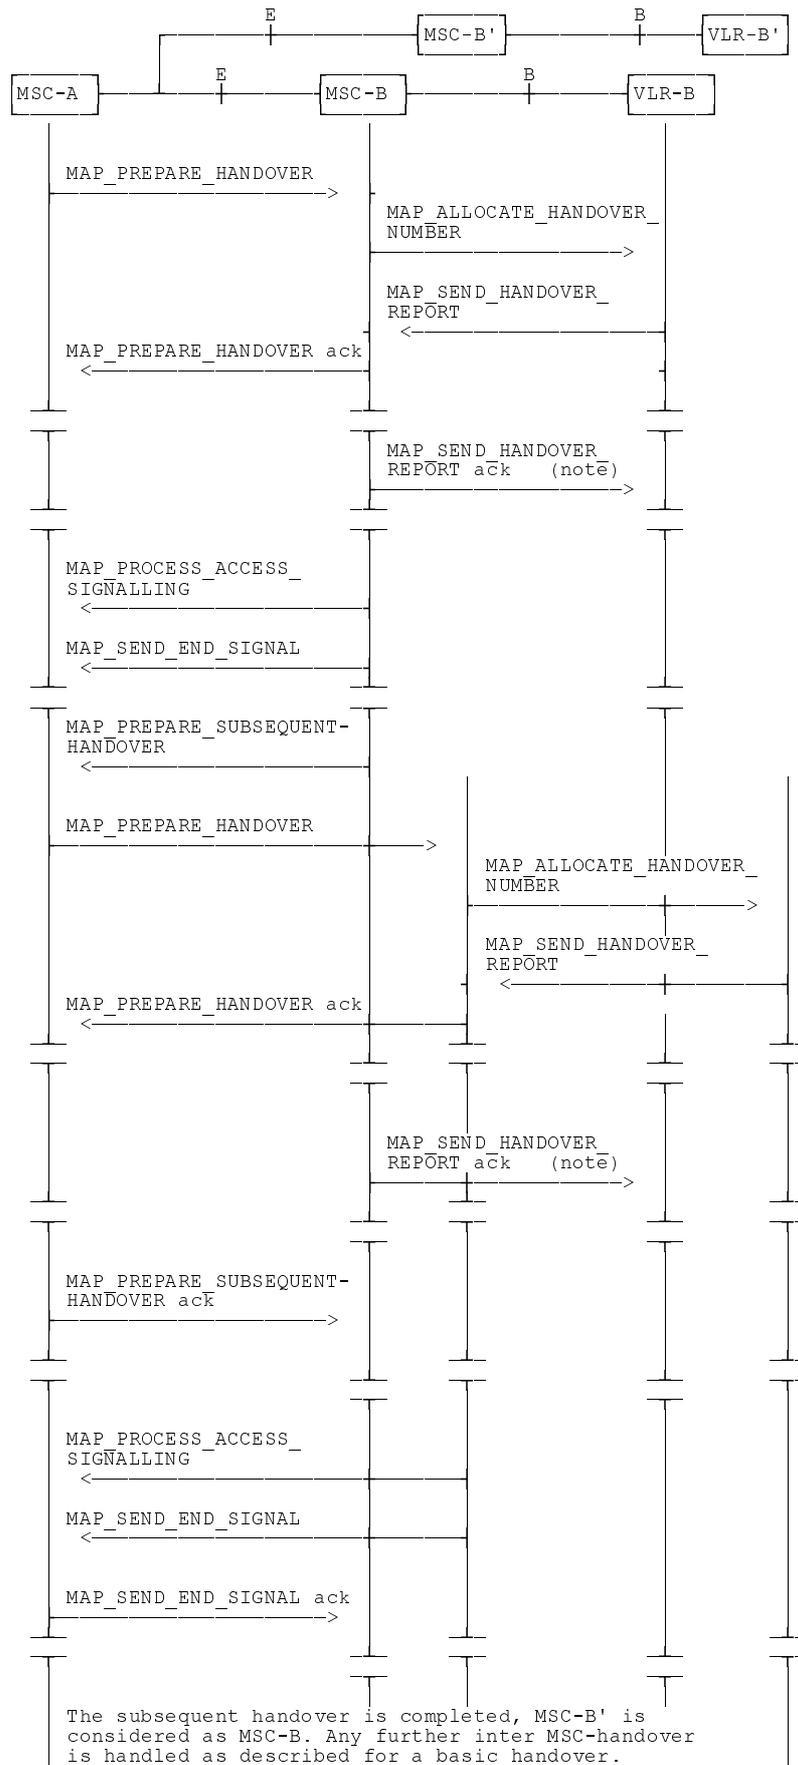 E B
MSC-B' VLR-B'
E B
MSC-A MSC-B VLR-B
MAP_PREPARE_HANDOVER
MAP_ALLOCATE_HANDOVER_
NUMBER
MAP_SEND_HANDOVER_
REPORT
MAP_PREPARE_HANDOVER ack
MAP_SEND_HANDOVER_
REPORT ack (note)
MAP_PROCESS_ACCESS_
SIGNALLING
MAP_SEND_END_SIGNAL
MAP_PREPARE_SUBSEQUENT-
HANDOVER
MAP_PREPARE_HANDOVER
MAP_ALLOCATE_HANDOVER_
NUMBER
MAP_SEND_HANDOVER_
REPORT
MAP_PREPARE_HANDOVER ack
MAP_SEND_HANDOVER_
REPORT ack (note)
MAP_PREPARE_SUBSEQUENT-
HANDOVER ack
MAP_PROCESS_ACCESS_
SIGNALLING
MAP_SEND_END_SIGNAL
MAP_SEND_END_SIGNAL ack
The subsequent handover is completed, MSC-B' is
considered as MSC-B. Any further inter MSC-handover
is handled as described for a basic handover.